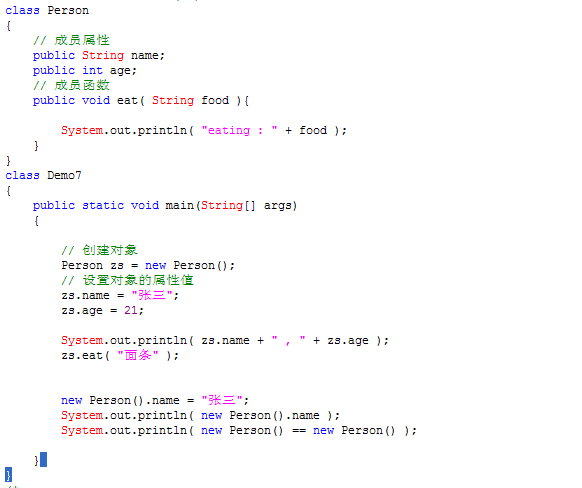 class Person
{
    // 成员属性
    public String name;
    public int age;
    // 成员函数
    public void eat( String food ){
        System.out.println( "eating : " + food );
    }
}
class Demo7
{
    public static void main(String[] args)
    {
        // 创建对象
        Person zs = new Person();
        // 设置对象的属性值
        zs.name = "张三";
        zs.age = 21;
        System.out.println( zs.name + " , " + zs.age );
        zs.eat( "面条" );
        new Person().name = "张三";
        System.out.println( new Person().name );
        System.out.println( new Person() == new Person() );
    }
}